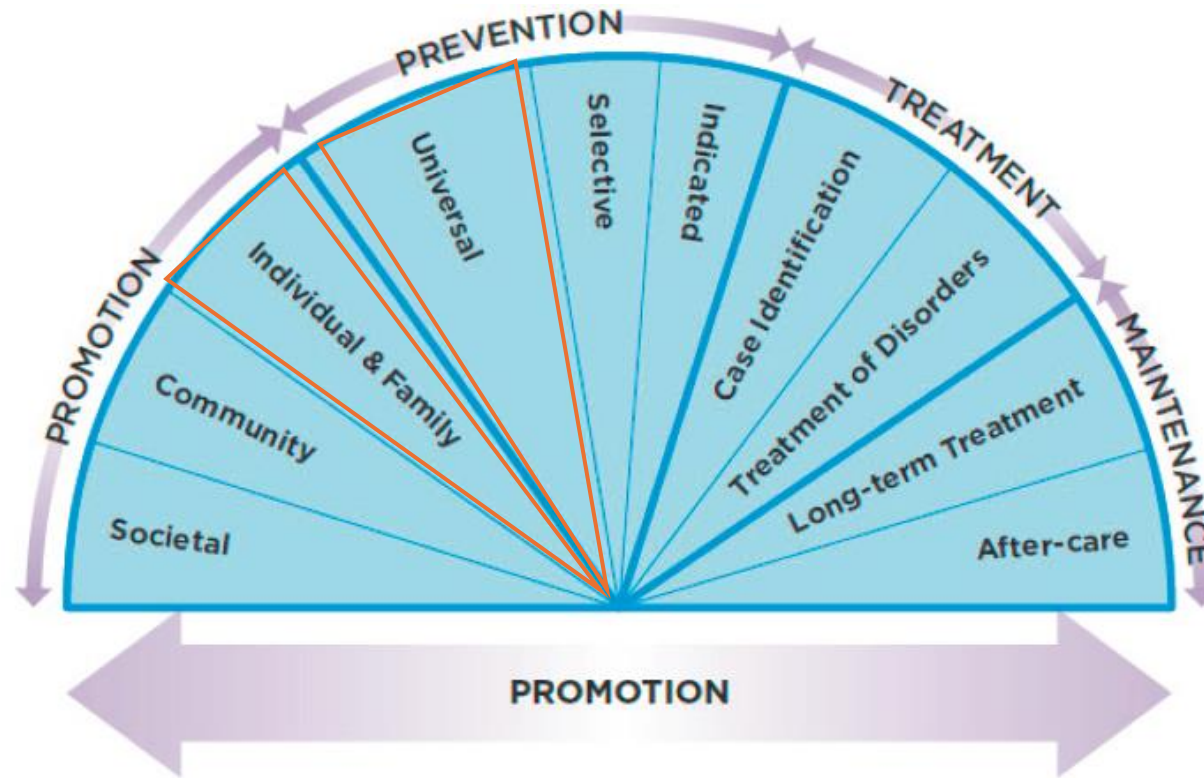 PROMOTION
PREVENTION
TREATMENT
MAINTENANCE
Societal
Community
Individual & Family
Universal
Selective
Indicated
Case Identification
Treatment of Disorders
Long-term Treatment
After-care
PROMOTION